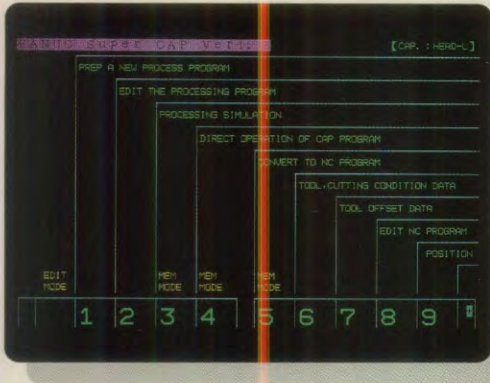 FANUC Super CAP Ver1.
[CAP. : HEAD-L]
PREP A NEW PROCESS PROGRAM
EDIT THE PROCESSING PROGRAM
PROCESSING SIMULATION
DIRECT OPERATION OF CAP PROGRAM
CONVERT TO NC PROGRAM
TOOL,CUTTING CONDITION DATA
TOOL OFFSET DATA
EDIT NC PROGRAM
POSITION
EDIT MEM MEM MEM
MODE MODE MODE MODE
1 2 3 4 5 6 7 8 9